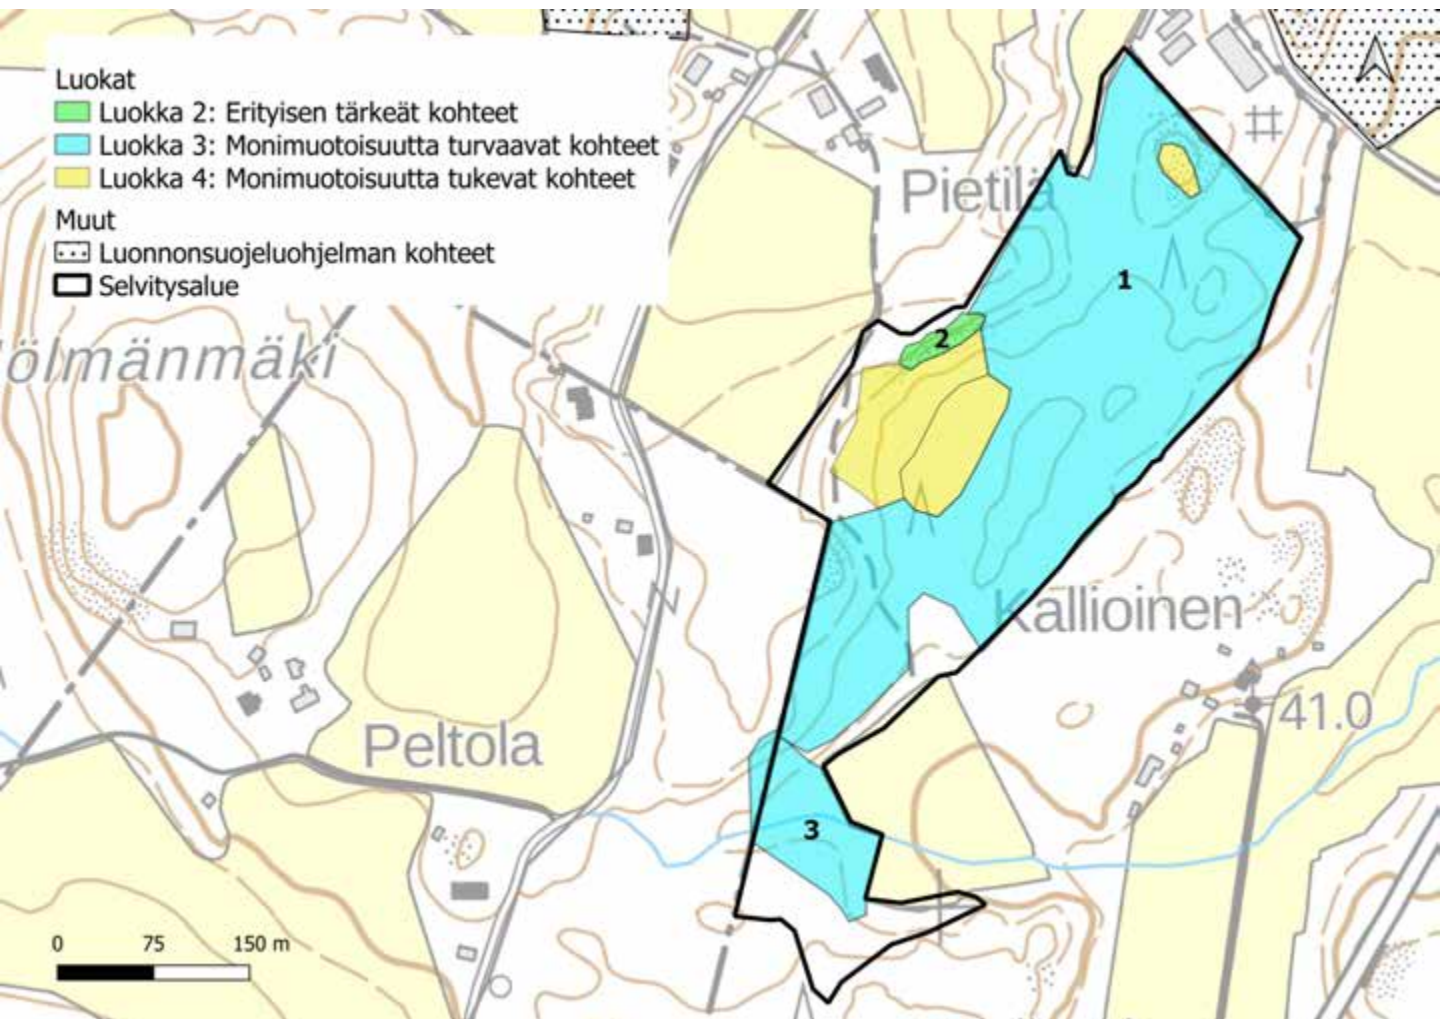 Luokat
Luokka 2: Erityisen tärkeät kohteet
Luokka 3: Monimuotoisuutta turvaavat kohteet
Luokka 4: Monimuotoisuutta tukevat kohteet
Muut
Luonnonsuojeluohjelman kohteet
Selvitysalue
Pietilä
1
2
ölmänmäki
Kallioinen
41.0
Peltola
3
0 75 150 m